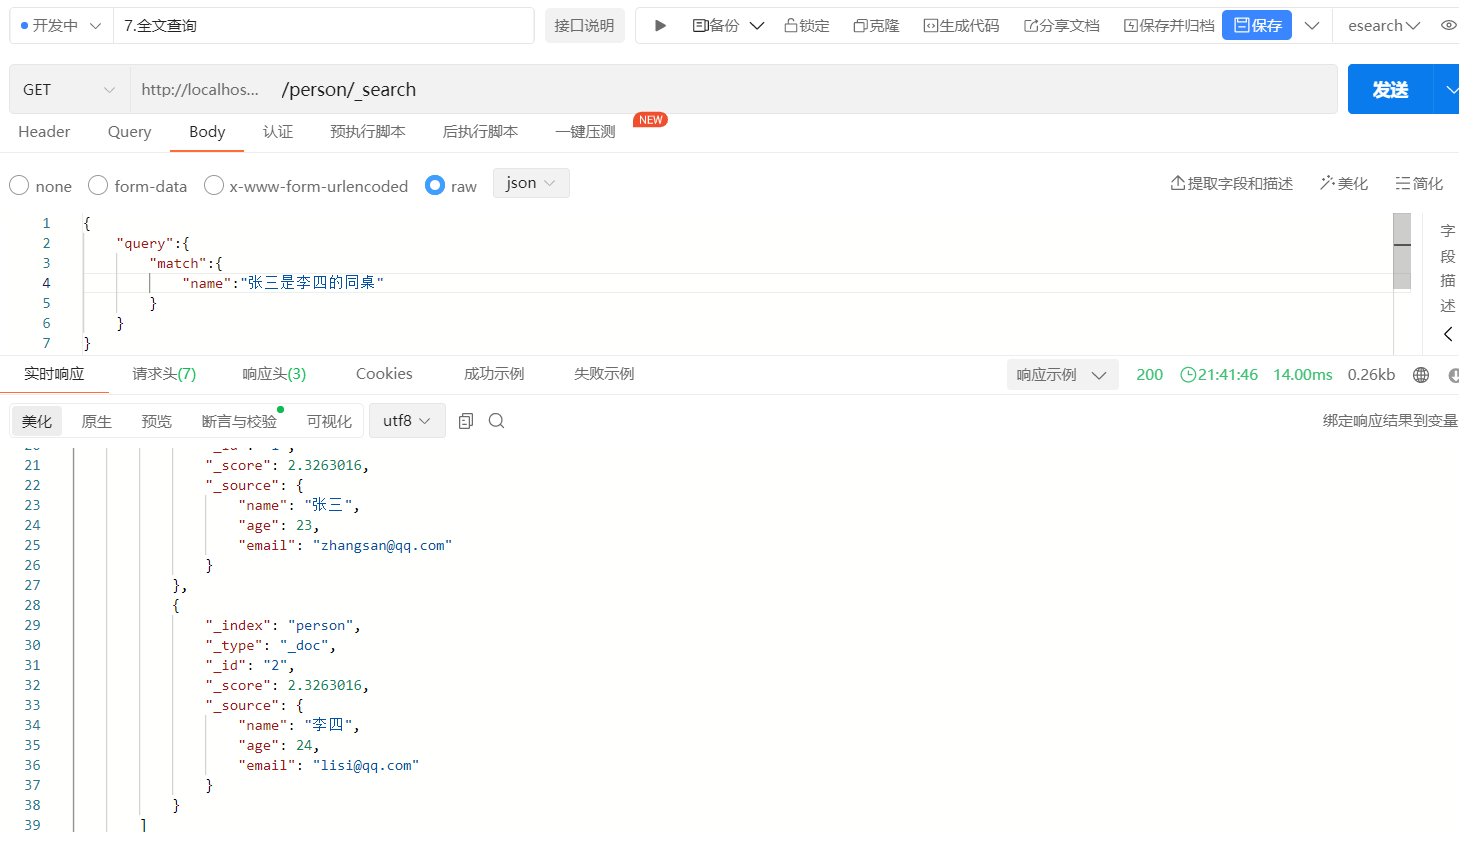 开发中 7.全文查询 接口说明 备份 锁定 克隆 生成代码 分享文档 保存并归档 保存 esearch
GET http://localhos... /person/_search 发送
Header Query Body 认证 预执行脚本 后执行脚本 一键压测 NEW
none form-data x-www-form-urlencoded raw json 提取字段和描述 美化 简化
1 {
2 "query":{
3 "match":{
4 "name":"张三是李四的同桌"
5 }
6 }
7 }
字
段
描
述
实时响应 请求头(7) 响应头(3) Cookies 成功示例 失败示例 响应示例 200 21:41:46 14.00ms 0.26kb
美化 原生 预览 断言与校验 可视化 utf8 绑定响应结果到变量
21 "_score": 2.3263016,
22 "_source": {
23 "name": "张三",
24 "age": 23,
25 "email": "zhangsan@qq.com"
26 }
27 },
28 {
29 "_index": "person",
30 "_type": "_doc",
31 "_id": "2",
32 "_score": 2.3263016,
33 "_source": {
34 "name": "李四",
35 "age": 24,
36 "email": "lisi@qq.com"
37 }
38 }
39 ]